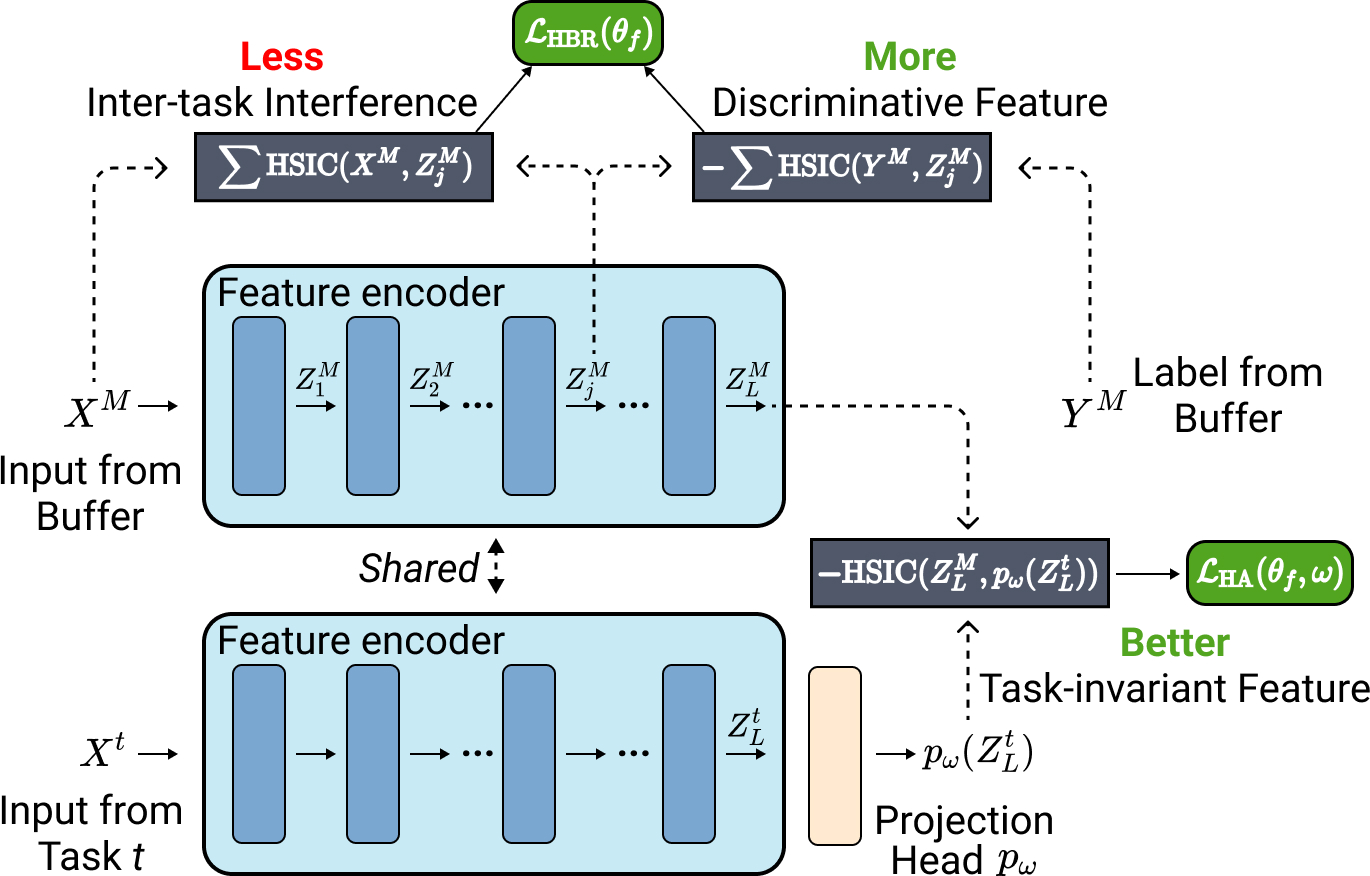 $\mathcal{L}_{\mathrm{HBR}}(\theta_f)$
Less
Inter-task Interference
More
Discriminative Feature
$\sum \mathrm{HSIC}(X^M, Z_j^M)$
$-\sum \mathrm{HSIC}(Y^M, Z_j^M)$
Feature encoder
$Z_1^M$
$Z_2^M$
...
$Z_j^M$
...
$Z_L^M$
$X^M$
Input from
Buffer
$Y^M$
Label from
Buffer
Shared
$-\mathrm{HSIC}(Z_L^M, p_\omega(Z_L^t))$
$\mathcal{L}_{\mathrm{HA}}(\theta_f, \omega)$
Better
Task-invariant Feature
Feature encoder
...
...
$Z_L^t$
$X^t$
Input from
Task t
$p_\omega(Z_L^t)$
Projection
Head $p_\omega$